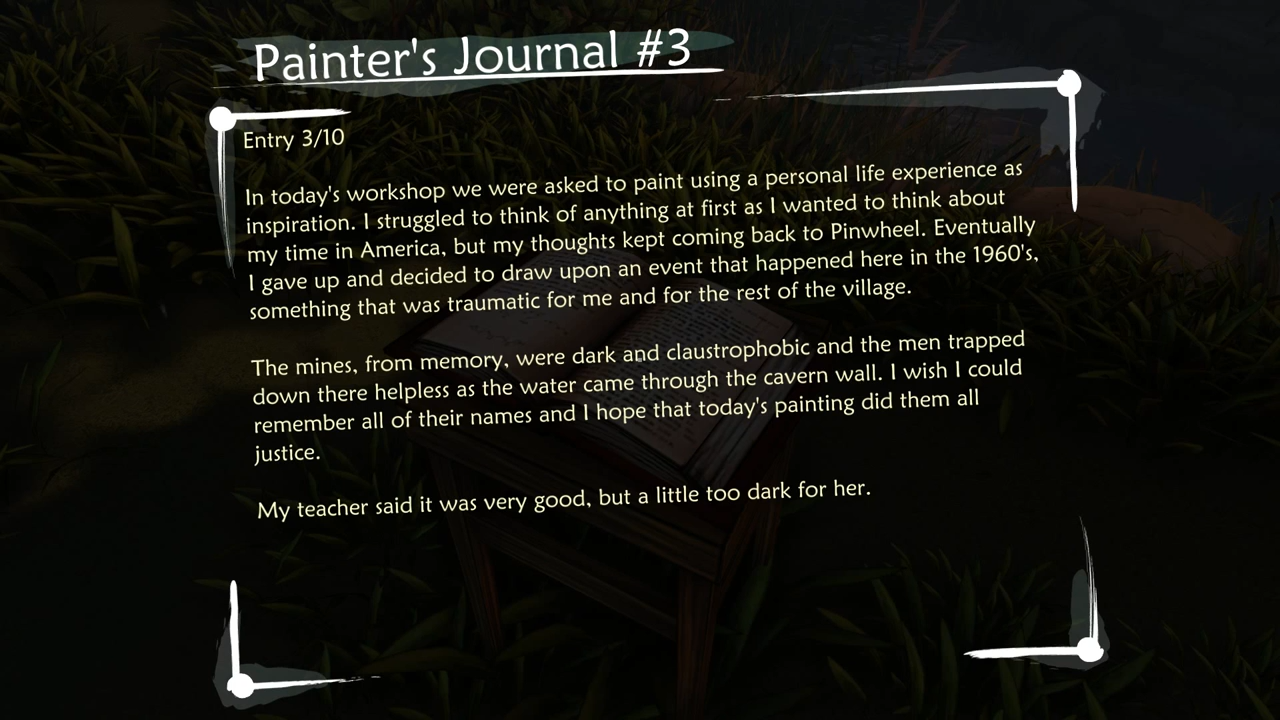 Painter's Journal #3
Entry 3/10
In today's workshop we were asked to paint using a personal life experience as
inspiration. I struggled to think of anything at first as I wanted to think about
my time in America, but my thoughts kept coming back to Pinwheel. Eventually
I gave up and decided to draw upon an event that happened here in the 1960's,
something that was traumatic for me and for the rest of the village.
The mines, from memory, were dark and claustrophobic and the men trapped
down there helpless as the water came through the cavern wall. I wish I could
remember all of their names and I hope that today's painting did them all
justice.
My teacher said it was very good, but a little too dark for her.